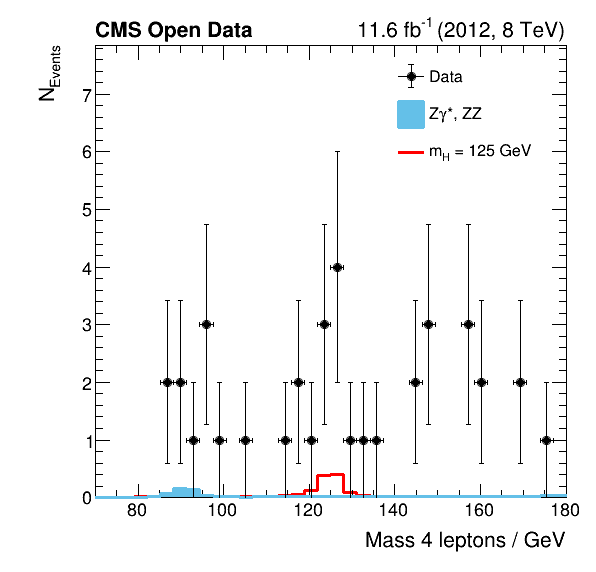 CMS Open Data 11.6 fb⁻¹ (2012, 8 TeV)
N_Events
Data
Zγ*, ZZ
m_H = 125 GeV
7
6
5
4
3
2
1
0
80 100 120 140 160 180
Mass 4 leptons / GeV